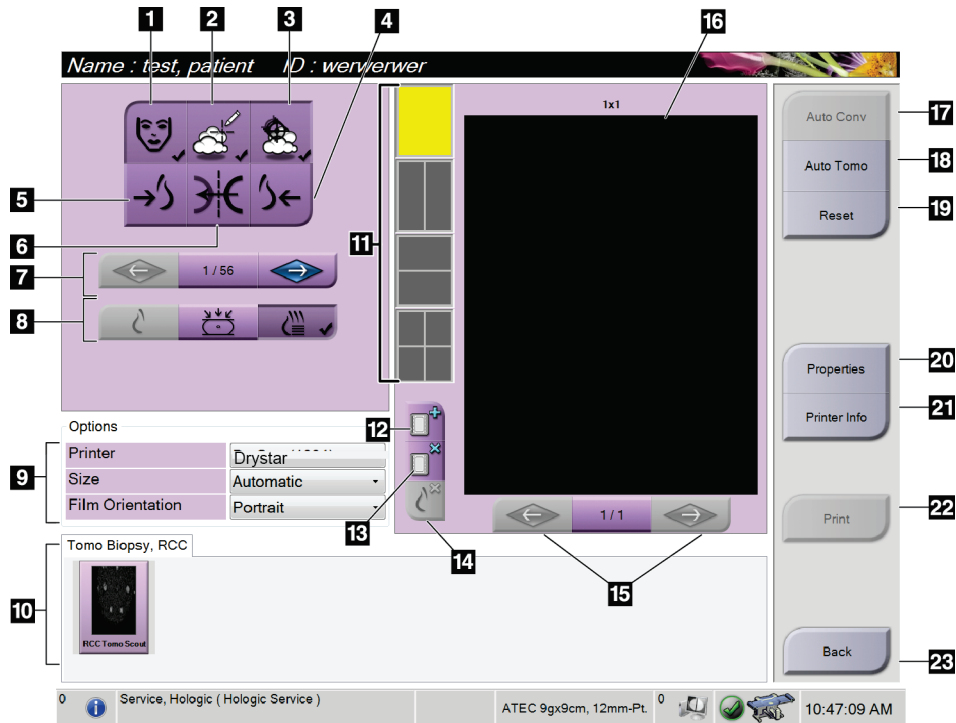 1
2
3
4
16
Name : test, patient ID : werwerwer
11
1x1
Auto Conv
17
Auto Tomo
18
Reset
19
5
6
7
1 / 56
8
Properties
20
Printer Info
21
Options
Printer
Drystar
Size
Automatic
Film Orientation
Portrait
9
12
13
14
1 / 1
15
Print
22
Tomo Biopsy, RCC
RCC Tomo Scout
10
Back
23
0
Service, Hologic ( Hologic Service )
ATEC 9gx9cm, 12mm-Pt.
0
10:47:09 AM